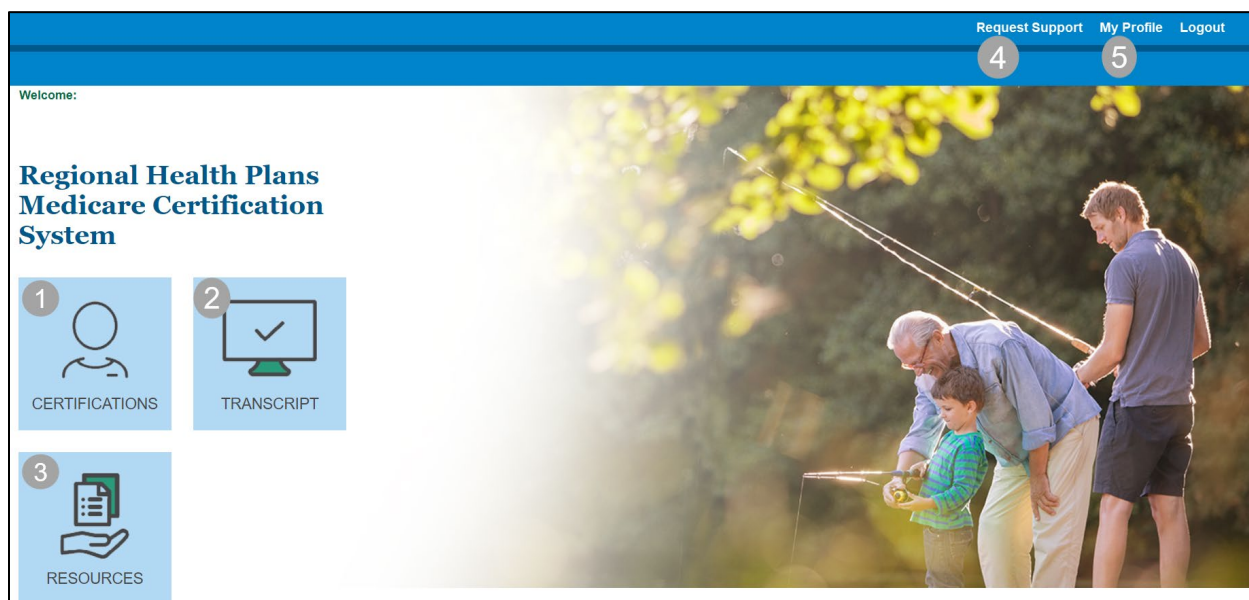 Request Support My Profile Logout
4 5
Welcome:
Regional Health Plans
Medicare Certification
System
1 2
CERTIFICATIONS TRANSCRIPT
3
RESOURCES